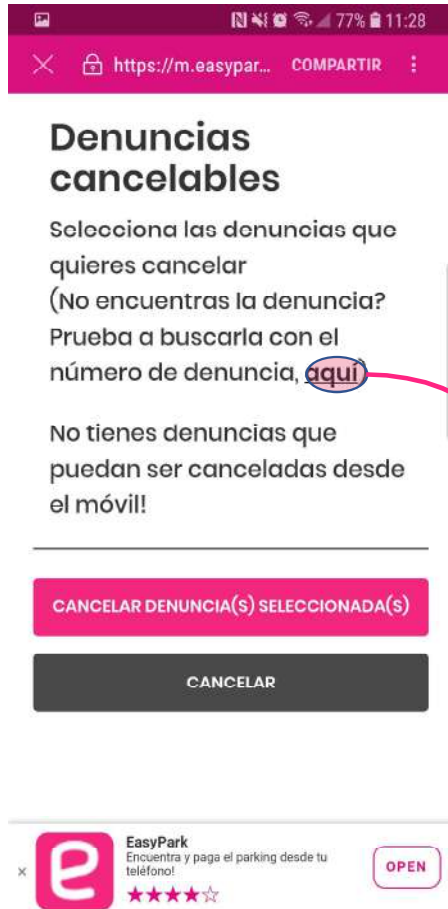 77% 11:28
https://m.easypar... COMPARTIR
Denuncias
cancelables
Selecciona las denuncias que
quieres cancelar
(No encuentras la denuncia?
Prueba a buscarla con el
número de denuncia, aquí)
No tienes denuncias que
puedan ser canceladas desde
el móvil!
CANCELAR DENUNCIA(S) SELECCIONADA(S)
CANCELAR
EasyPark
Encuentra y paga el parking desde tu
teléfono!
OPEN